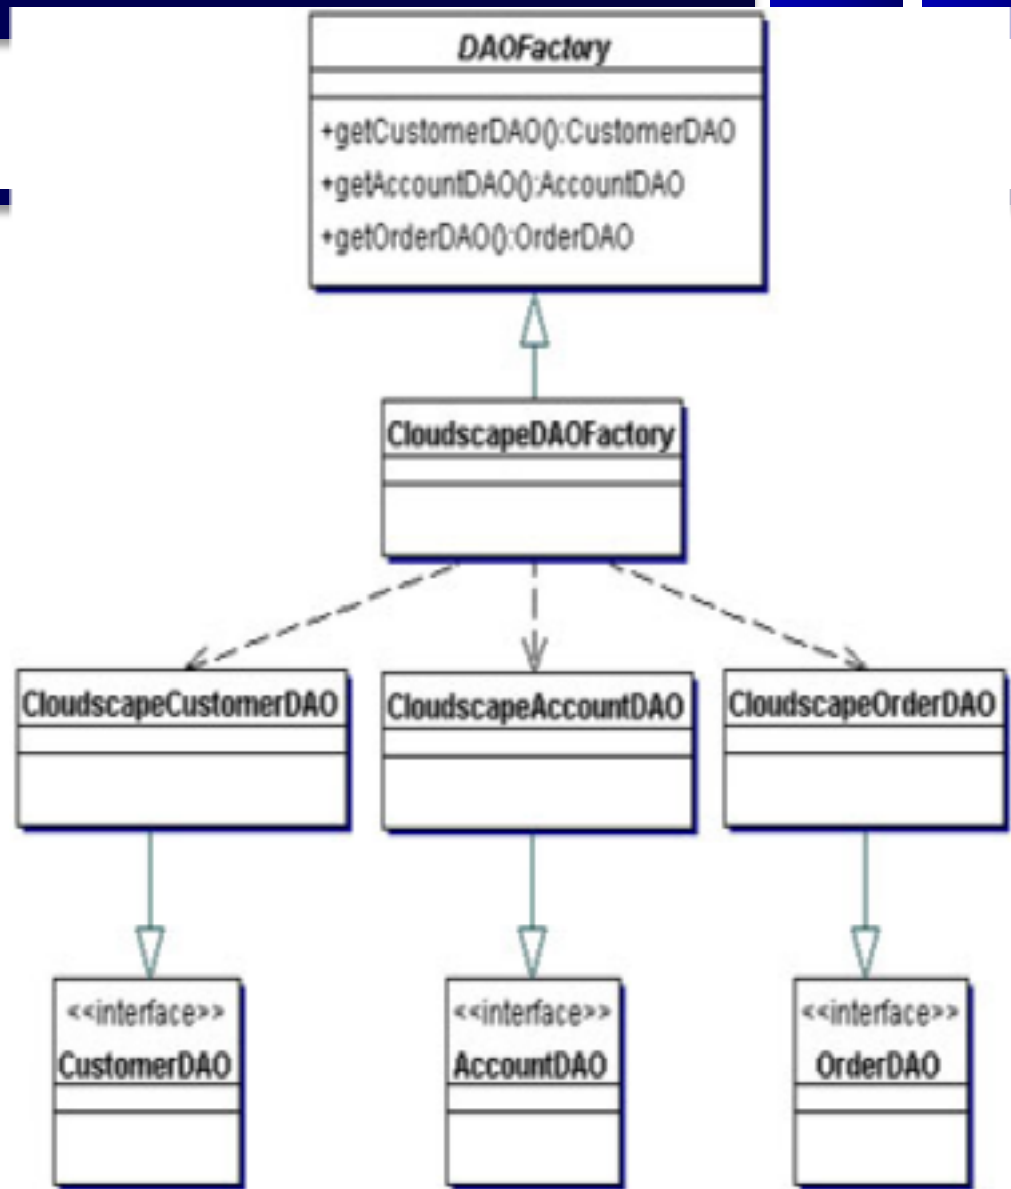 DAOFactory
+getCustomerDAO():CustomerDAO
+getAccountDAO():AccountDAO
+getOrderDAO():OrderDAO
CloudscapeDAOFactory
CloudscapeCustomerDAO
CloudscapeAccountDAO
CloudscapeOrderDAO
<<interface>>
CustomerDAO
<<interface>>
AccountDAO
<<interface>>
OrderDAO